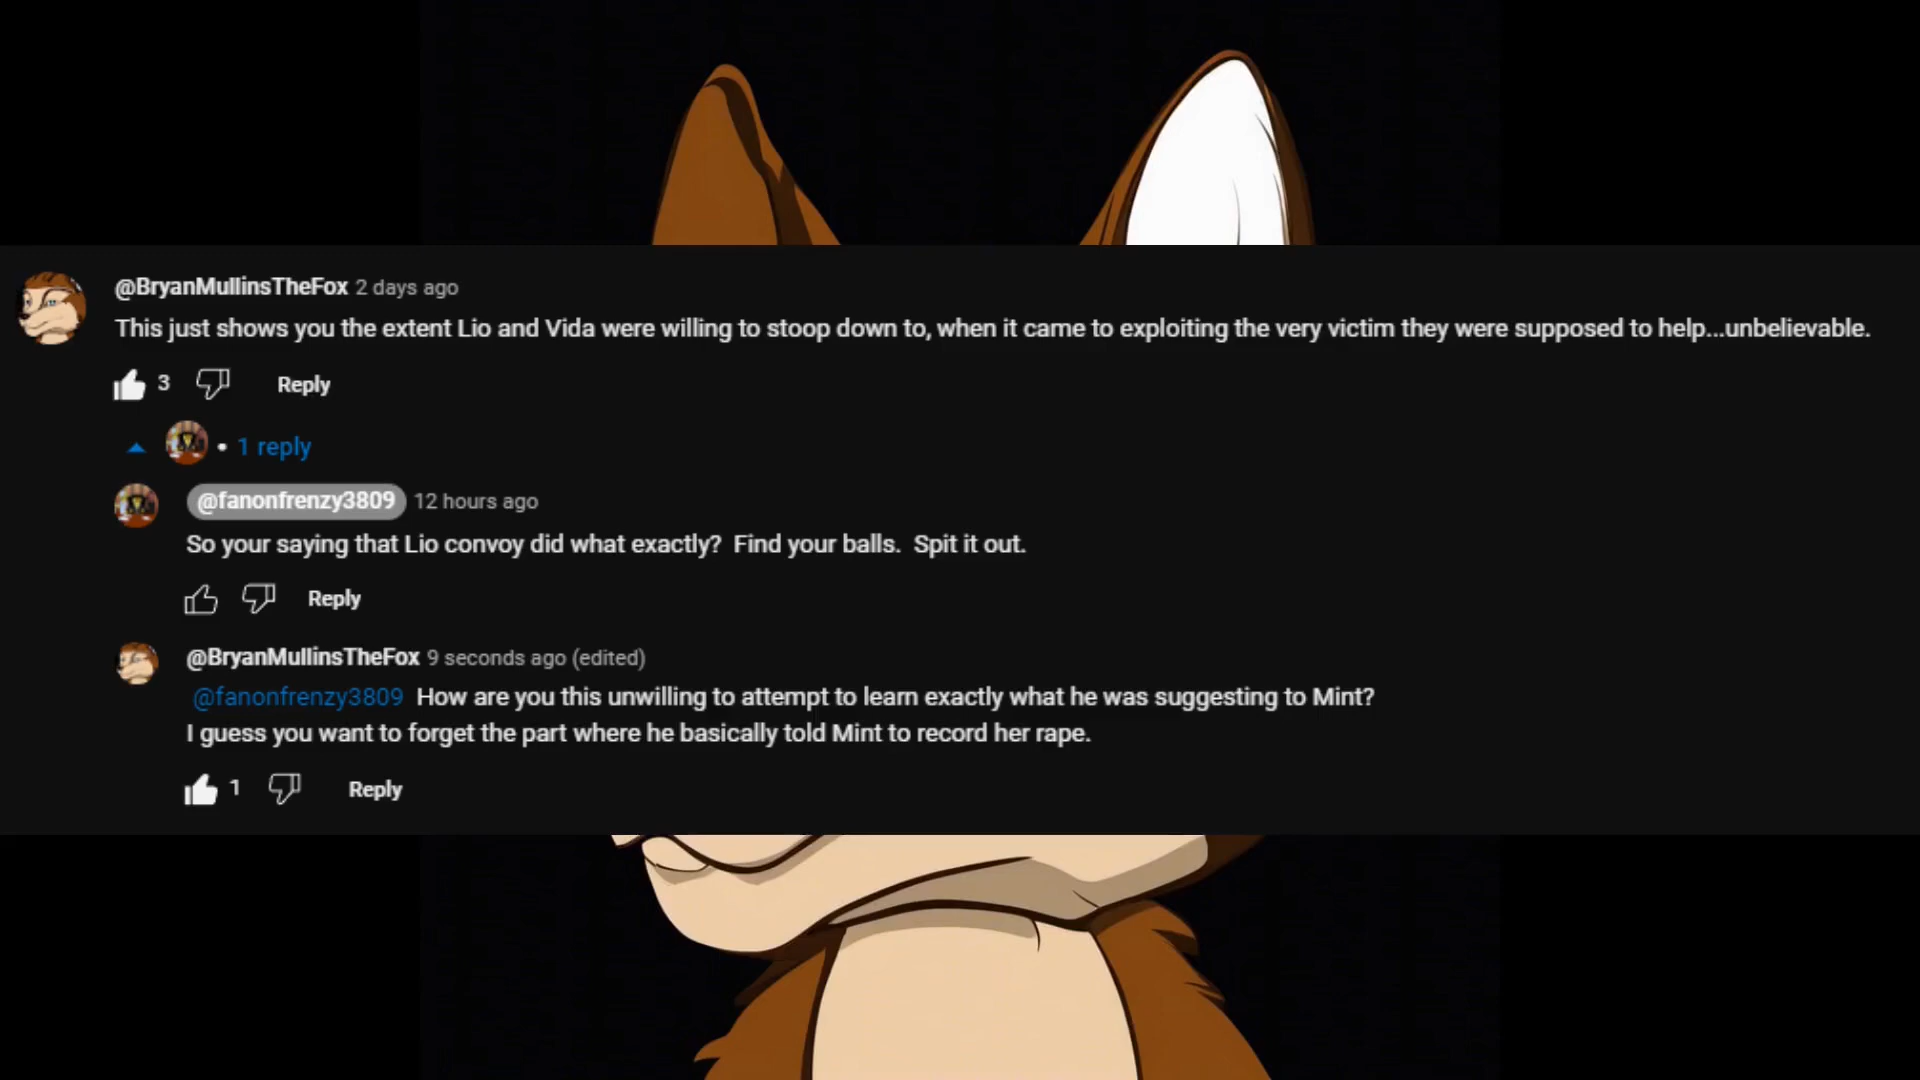 @BryanMullinsTheFox 2 days ago
This just shows you the extent Lio and Vida were willing to stoop down to, when it came to exploiting the very victim they were supposed to help...unbelievable.
3 Reply
• 1 reply
@fanonfrenzy3809 12 hours ago
So your saying that Lio convoy did what exactly? Find your balls. Spit it out.
Reply
@BryanMullinsTheFox 9 seconds ago (edited)
@fanonfrenzy3809 How are you this unwilling to attempt to learn exactly what he was suggesting to Mint?
I guess you want to forget the part where he basically told Mint to record her rape.
1 Reply